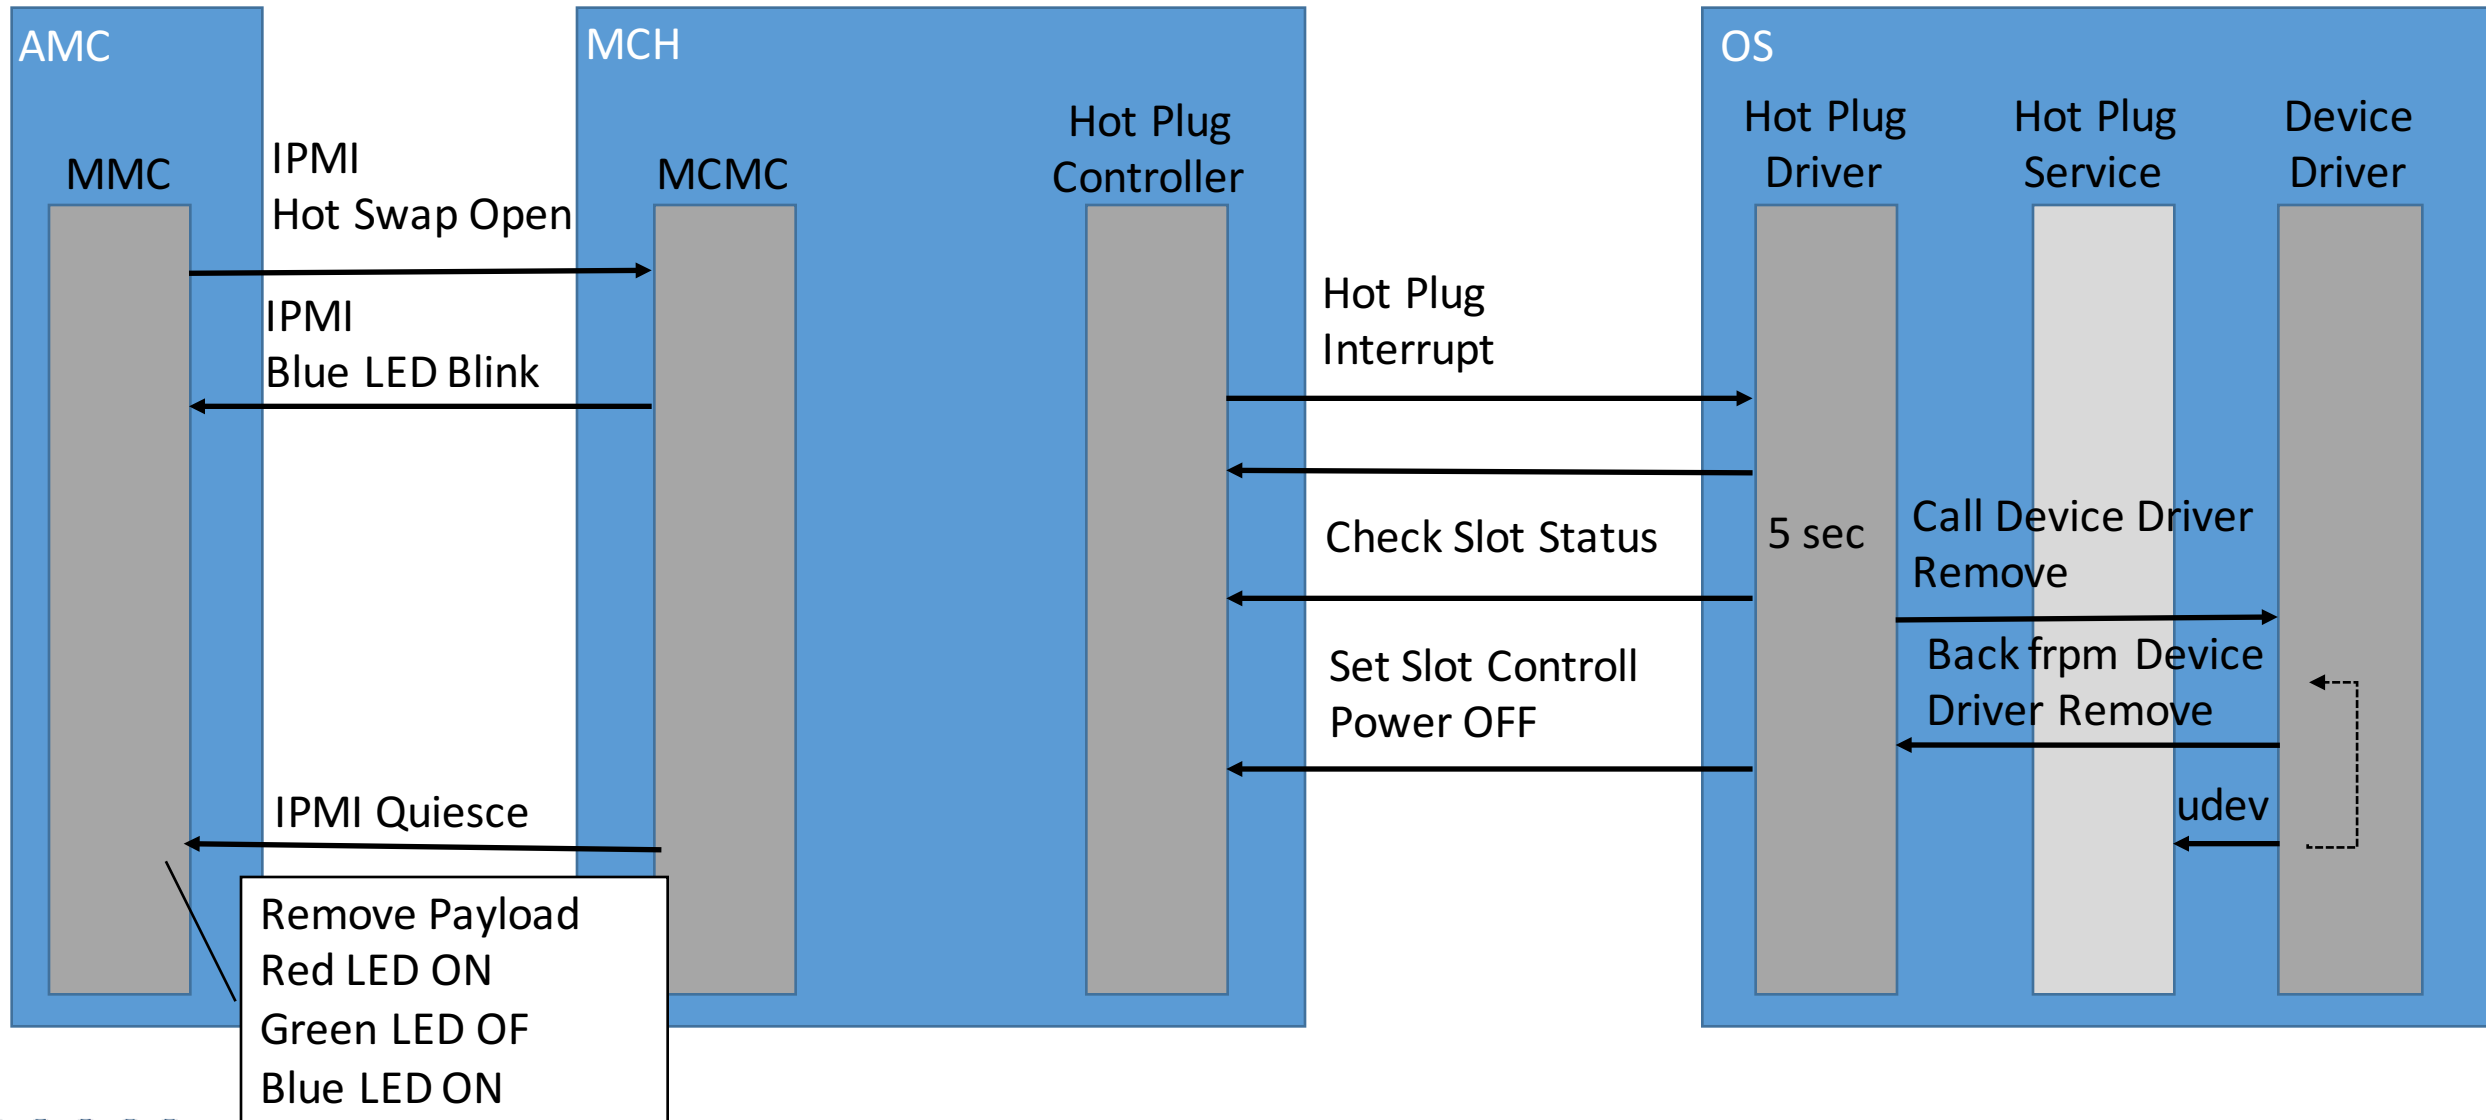 AMC
MCH
OS
MMC
IPMI
Hot Swap Open
MCMC
Hot Plug
Controller
Hot Plug
Driver
Hot Plug
Service
Device
Driver
IPMI
Blue LED Blink
Hot Plug
Interrupt
Check Slot Status
5 sec
Call Device Driver
Remove
Set Slot Controll
Power OFF
Back frpm Device
Driver Remove
IPMI Quiesce
udev
Remove Payload
Red LED ON
Green LED OF
Blue LED ON